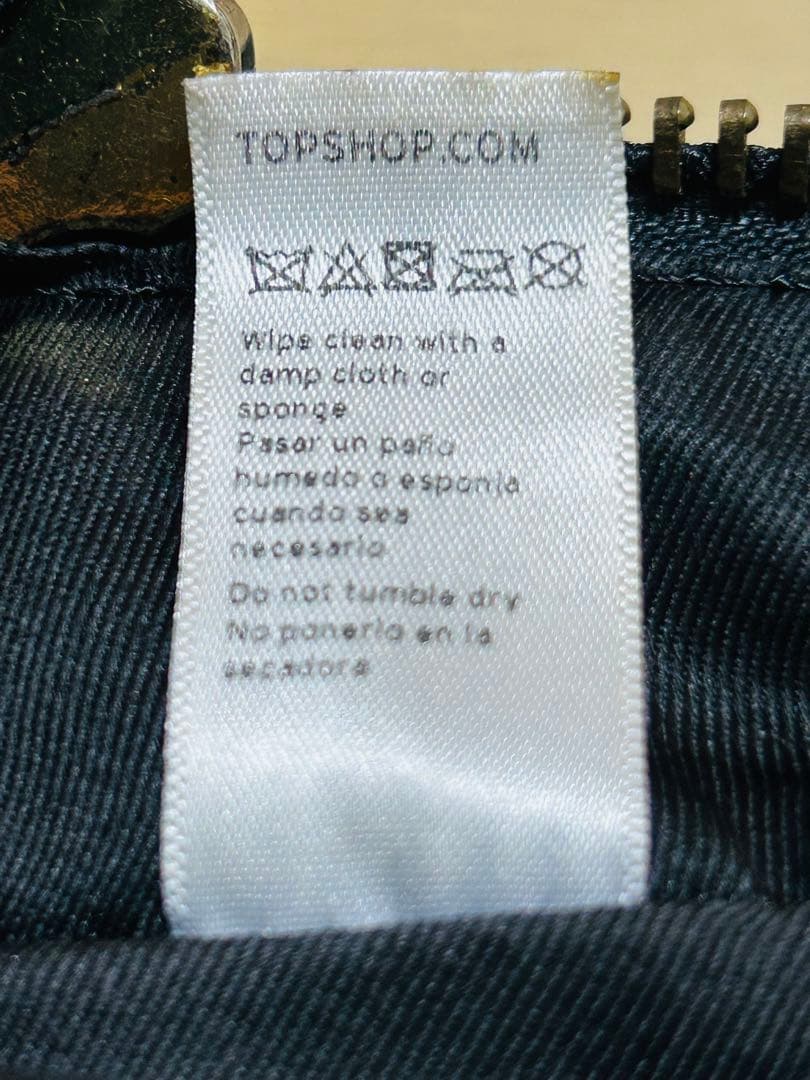 TOPSHOP.COM
Wipe clean with a
damp cloth or
sponge
Pasar un paño
humedo o esponja
cuando sea
necesario
Do not tumble dry
No ponerlo en la
secadora